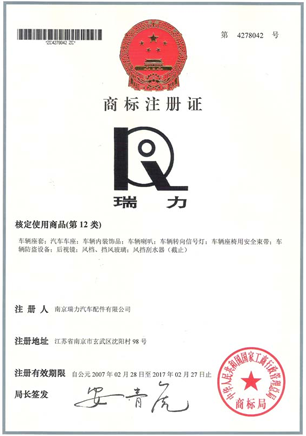 *DZ4278042 ZC*
第 4278042 号
商标注册证
瑞力
核定使用商品(第 12 类)
车辆座套;汽车车座;车辆内装饰品;车辆喇叭;车辆转向信号灯;车辆座椅用安全束带;车
辆防盗设备;后视镜;风挡、挡风玻璃;风挡刮水器(截止)
注册人 南京瑞力汽车配件有限公司
注册地址 江苏省南京市玄武区沈阳村 98 号
注册有效期限 自公元 2007 年 02 月 28 日至 2017 年 02 月 27 日止
局长签发 安青虎
中华人民共和国国家工商行政管理总局
商标局